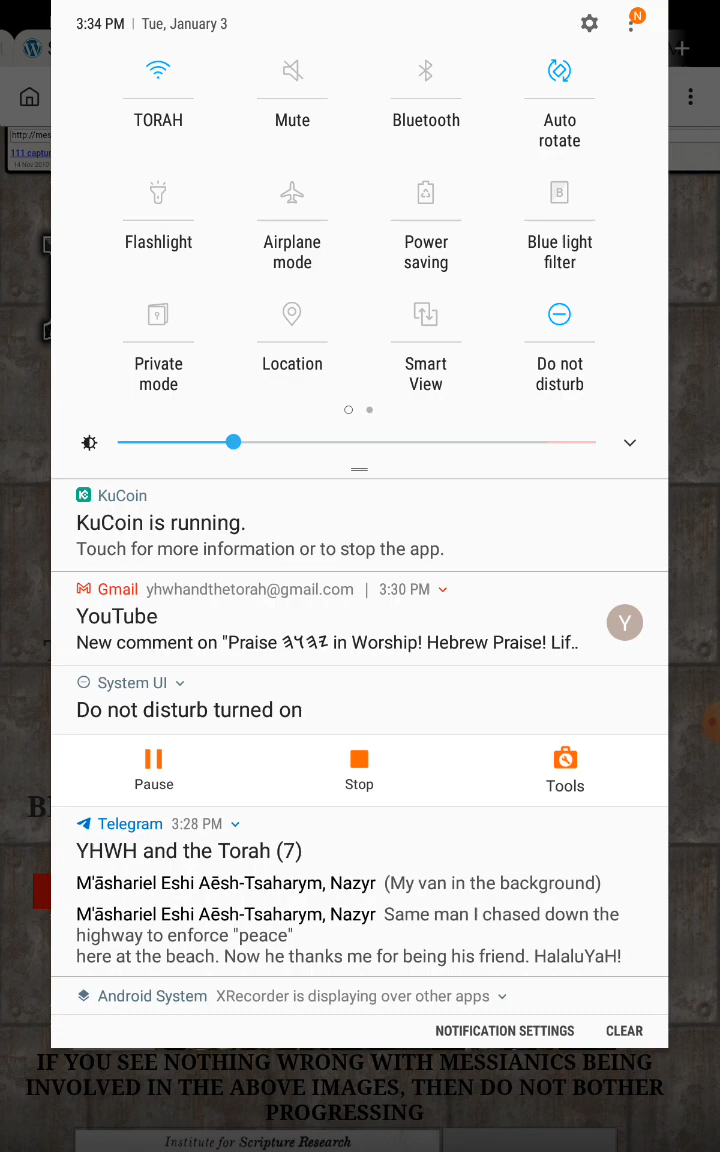 3:34 PM | Tue, January 3
N
TORAH
Mute
Bluetooth
Auto
rotate
http://mes
111 captu
14 Nov 2010
Flashlight
Airplane
mode
Power
saving
B
Blue light
filter
Private
mode
Location
Smart
View
Do not
disturb
KuCoin
KuCoin is running.
Touch for more information or to stop the app.
Gmail yhwhandthetorah@gmail.com | 3:30 PM
YouTube
Y
New comment on "Praise 𐤉𐤄𐤅𐤄 in Worship! Hebrew Praise! Lif..
System UI
Do not disturb turned on
Pause
Stop
Tools
Telegram 3:28 PM
YHWH and the Torah (7)
M'āshariel Eshi Aēsh-Tsaharym, Nazyr (My van in the background)
M'āshariel Eshi Aēsh-Tsaharym, Nazyr Same man I chased down the
highway to enforce "peace"
here at the beach. Now he thanks me for being his friend. HalaluYaH!
Android System XRecorder is displaying over other apps
NOTIFICATION SETTINGS CLEAR
IF YOU SEE NOTHING WRONG WITH MESSIANICS BEING
INVOLVED IN THE ABOVE IMAGES, THEN DO NOT BOTHER
PROGRESSING
Institute for Scripture Research